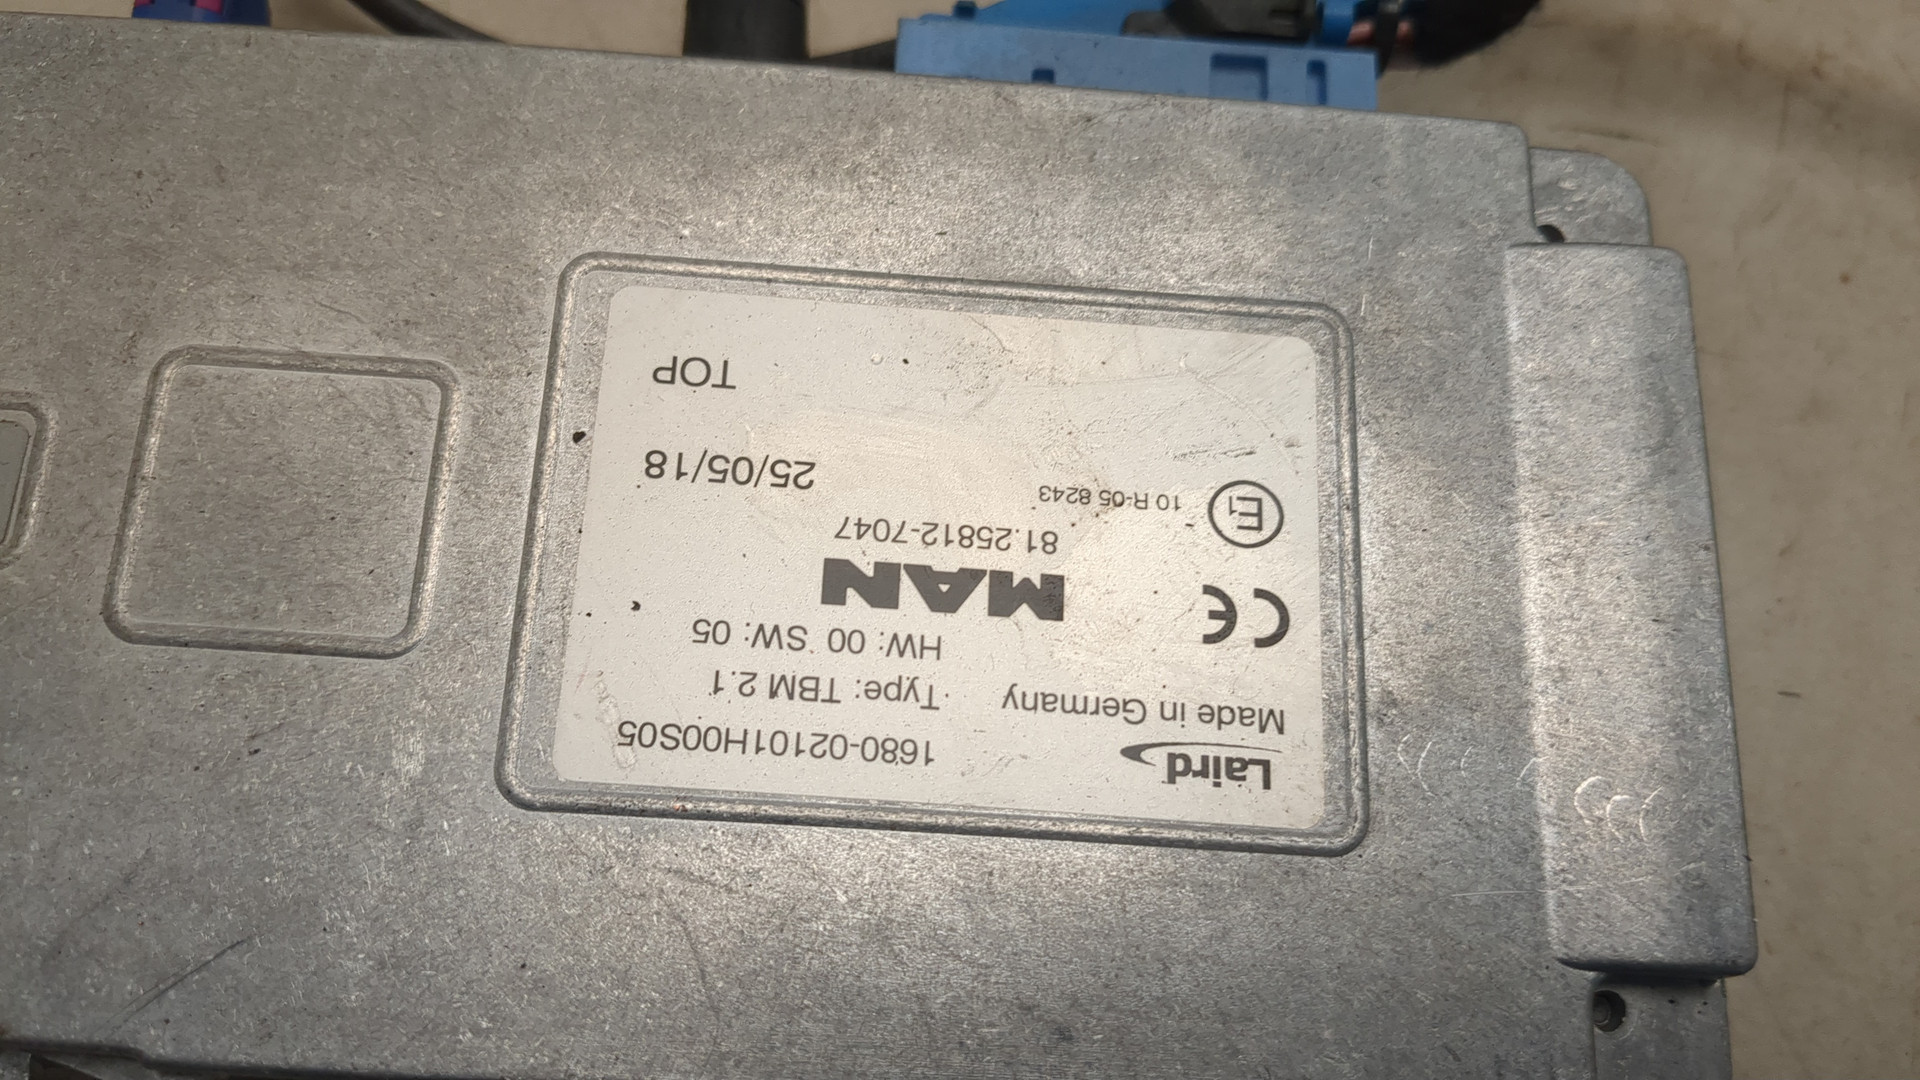 Laird
1680-02101H00S05
Made in Germany
Type: TBM 2.1
HW: 00 SW: 05
CE
MAN
81.25812-7047
E1
10 R-05 8243
25/05/18
TOP